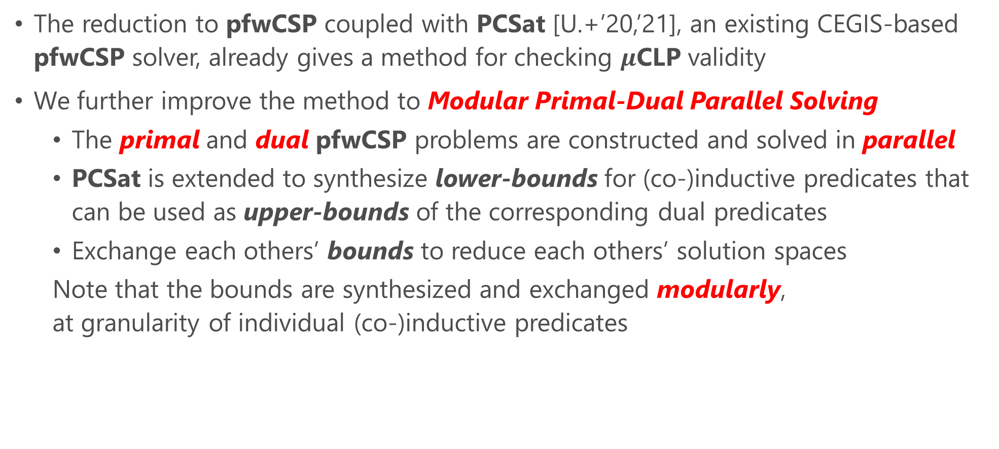 • The reduction to pfwCSP coupled with PCSat [U.+’20,’21], an existing CEGIS-based
pfwCSP solver, already gives a method for checking μCLP validity
• We further improve the method to Modular Primal-Dual Parallel Solving
• The primal and dual pfwCSP problems are constructed and solved in parallel
• PCSat is extended to synthesize lower-bounds for (co-)inductive predicates that
can be used as upper-bounds of the corresponding dual predicates
• Exchange each others’ bounds to reduce each others’ solution spaces
Note that the bounds are synthesized and exchanged modularly,
at granularity of individual (co-)inductive predicates